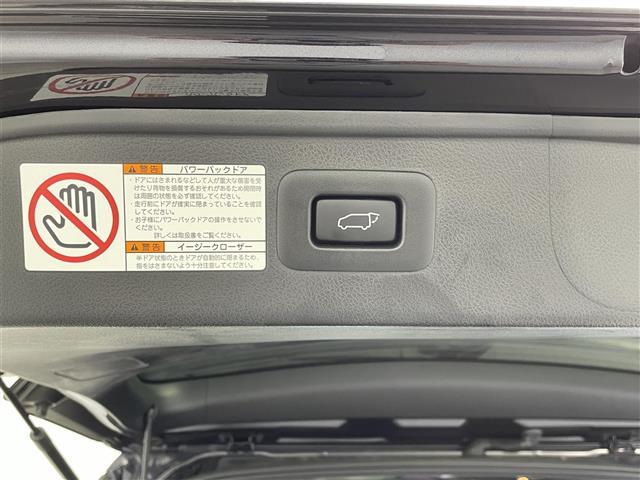 警告 パワーバックドア
・ドアにはさまれるなどして人が重大な傷害を受
けたり荷物を損傷するおそれがあるため開閉時
は周囲の状態を必ず確認してください。
・走行前にドアが確実に閉まっていることを確認
してください。
・お子様にパワーバックドアの操作をさせないで
ください。
詳しくは取扱書をご覧ください。
警告 イージークローザー
半ドア状態のときドアが自動的に閉まるため、
指をはさまないよう十分注意してください。